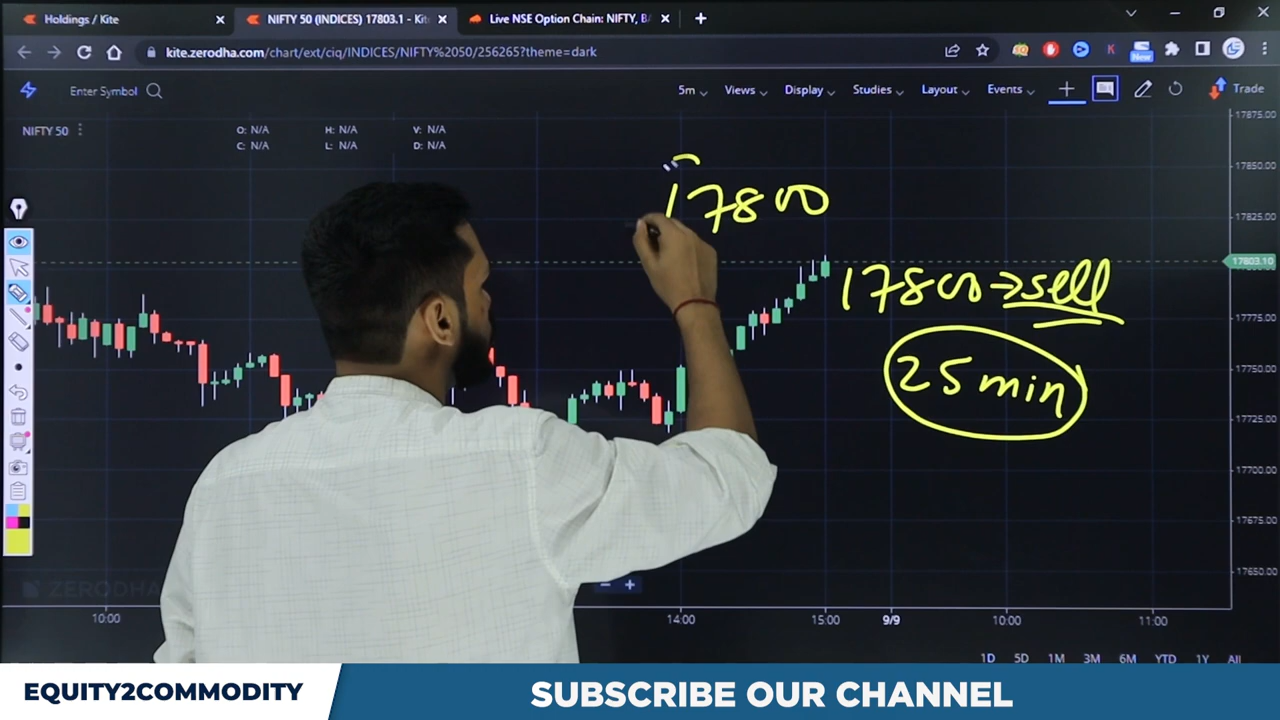 Holdings / Kite
NIFTY 50 (INDICES) 17803.1 - Kit
Live NSE Option Chain: NIFTY, BA
kite.zerodha.com/chart/ext/ciq/INDICES/NIFTY%2050/256265?theme=dark
New
Enter Symbol
5m Views Display Studies Layout Events Trade
NIFTY 50 O: N/A H: N/A V: N/A
C: N/A L: N/A D: N/A
17875.00
17850.00
17825.00
17803.10
17775.00
17750.00
17725.00
17700.00
17675.00
17650.00
17800
17800 → sell
25 min
ZERODHA
10:00 14:00 15:00 9/9 10:00 11:00
1D 5D 1M 3M 6M YTD 1Y All
EQUITY2COMMODITY
SUBSCRIBE OUR CHANNEL